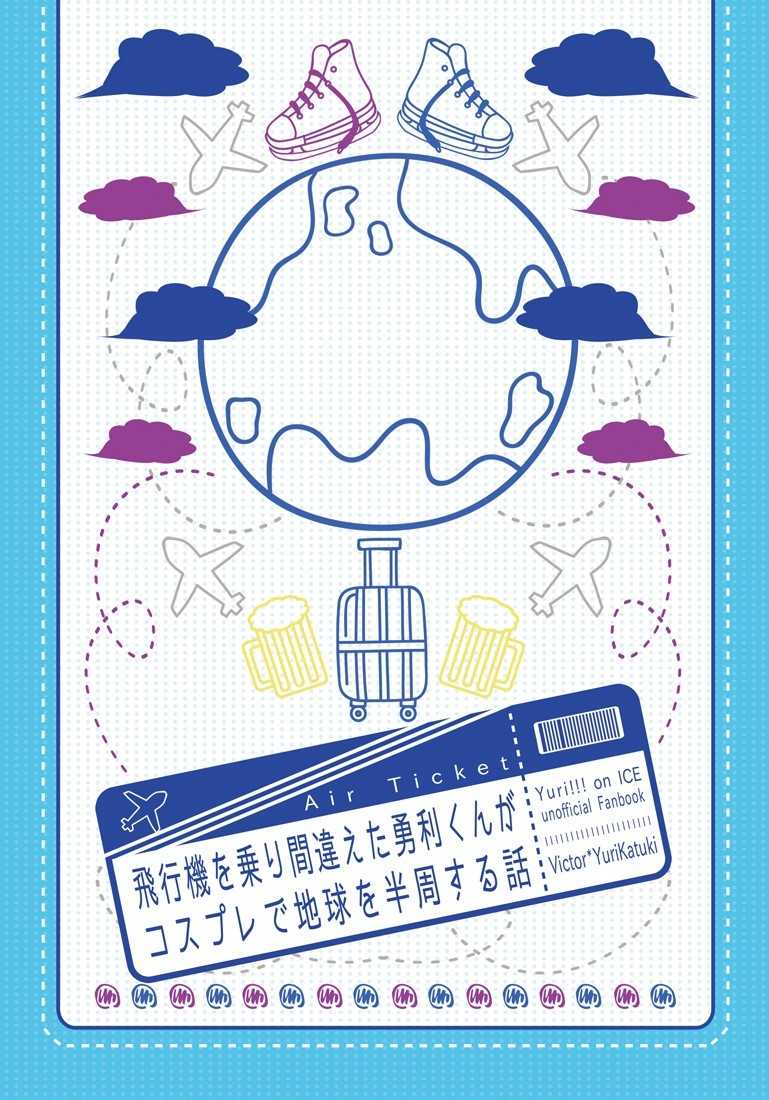 Air Ticket
飛行機を乗り間違えた勇利くんが
コスプレで地球を半周する話
Yuri!!! on ICE
unofficial Fanbook
Victor*YuriKatuki